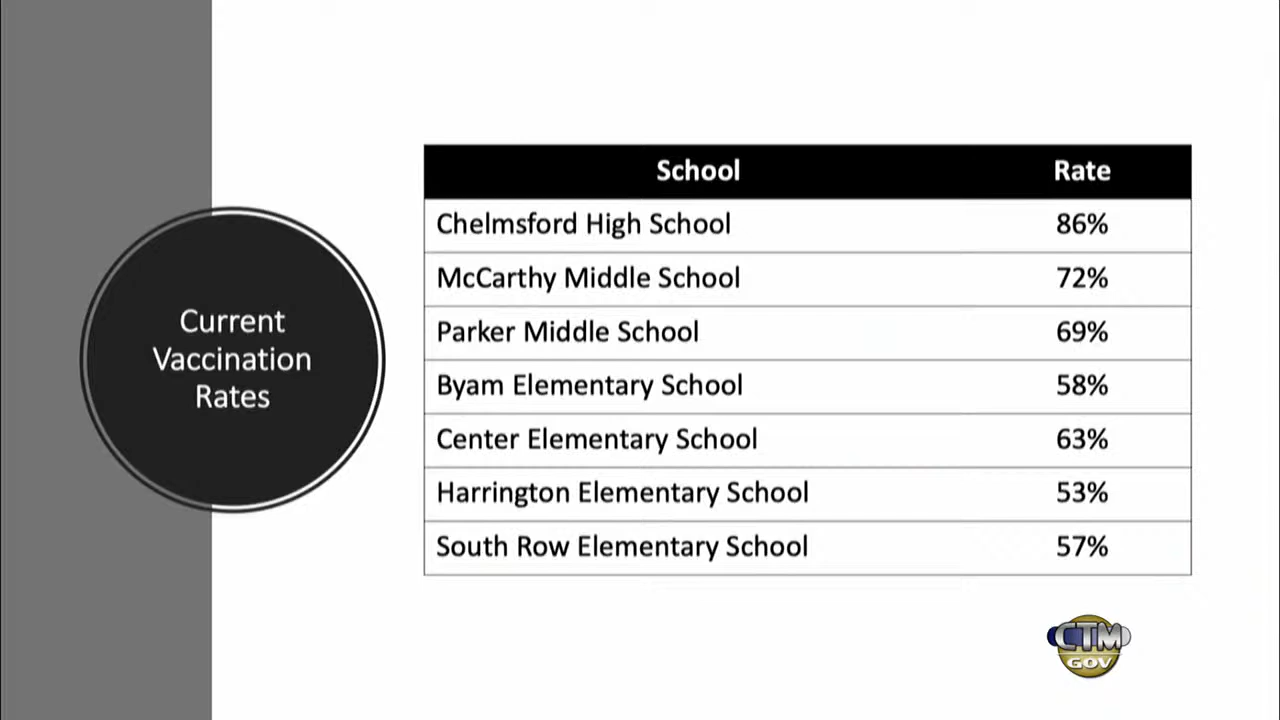 Current
Vaccination
Rates
School Rate
Chelmsford High School 86%
McCarthy Middle School 72%
Parker Middle School 69%
Byam Elementary School 58%
Center Elementary School 63%
Harrington Elementary School 53%
South Row Elementary School 57%
CTM
GOV